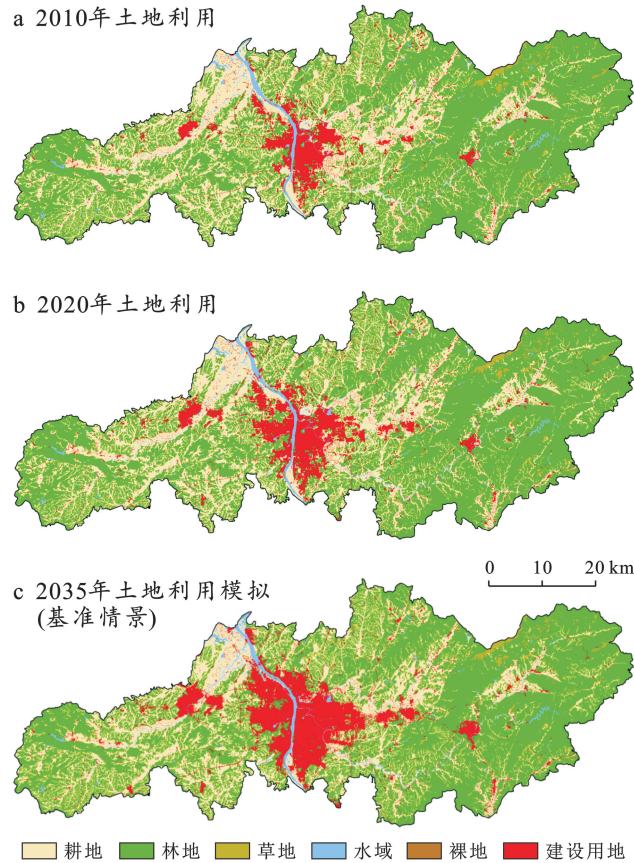 a 2010年土地利用
b 2020年土地利用
0 10 20 km
c 2035年土地利用模拟
(基准情景)
耕地 林地 草地 水域 裸地 建设用地